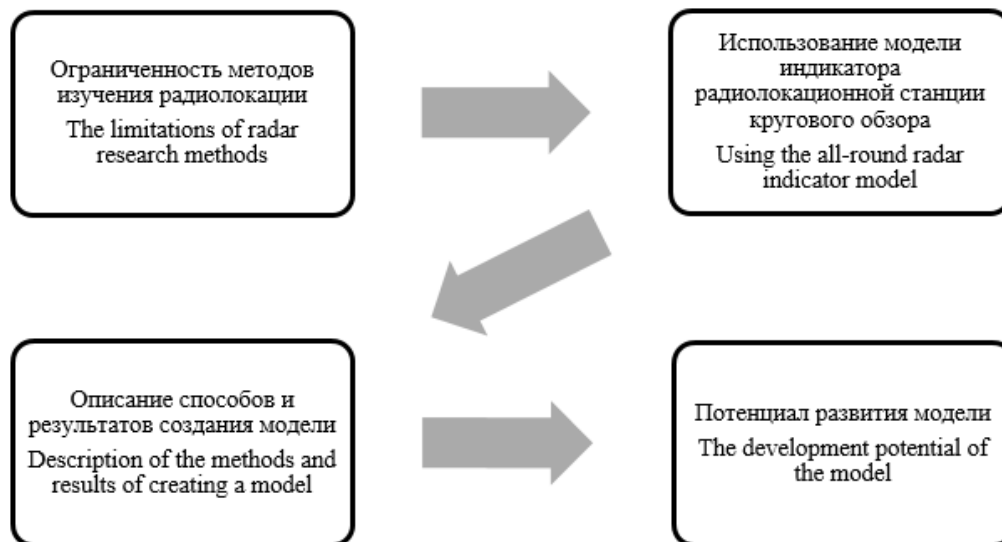 Ограниченность методов
изучения радиолокации
The limitations of radar
research methods
Использование модели
индикатора
радиолокационной станции
кругового обзора
Using the all-round radar
indicator model
Описание способов и
результатов создания модели
Description of the methods and
results of creating a model
Потенциал развития модели
The development potential of
the model